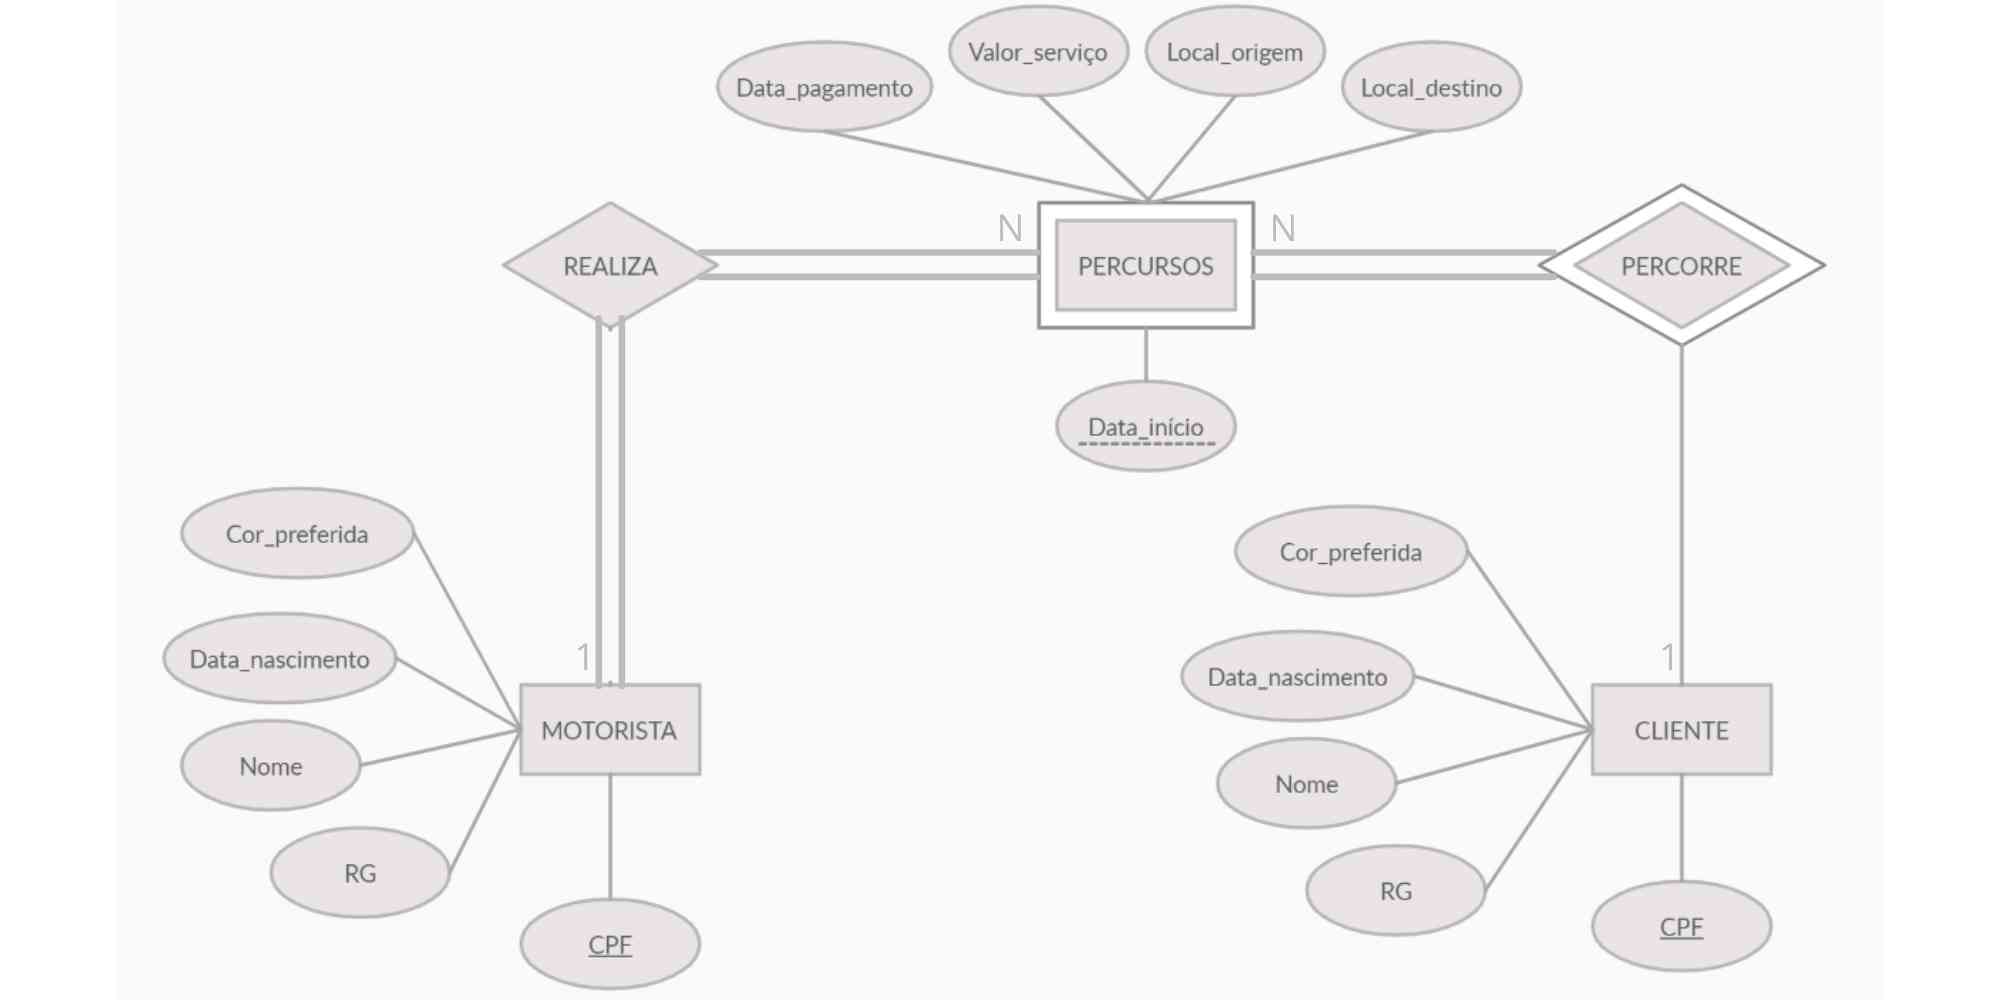 Valor_serviço
Local_origem
Data_pagamento
Local_destino
N
N
REALIZA
PERCURSOS
PERCORRE
Data_início
Cor_preferida
Cor_preferida
Data_nascimento
1
1
Data_nascimento
MOTORISTA
CLIENTE
Nome
Nome
RG
RG
CPF
CPF